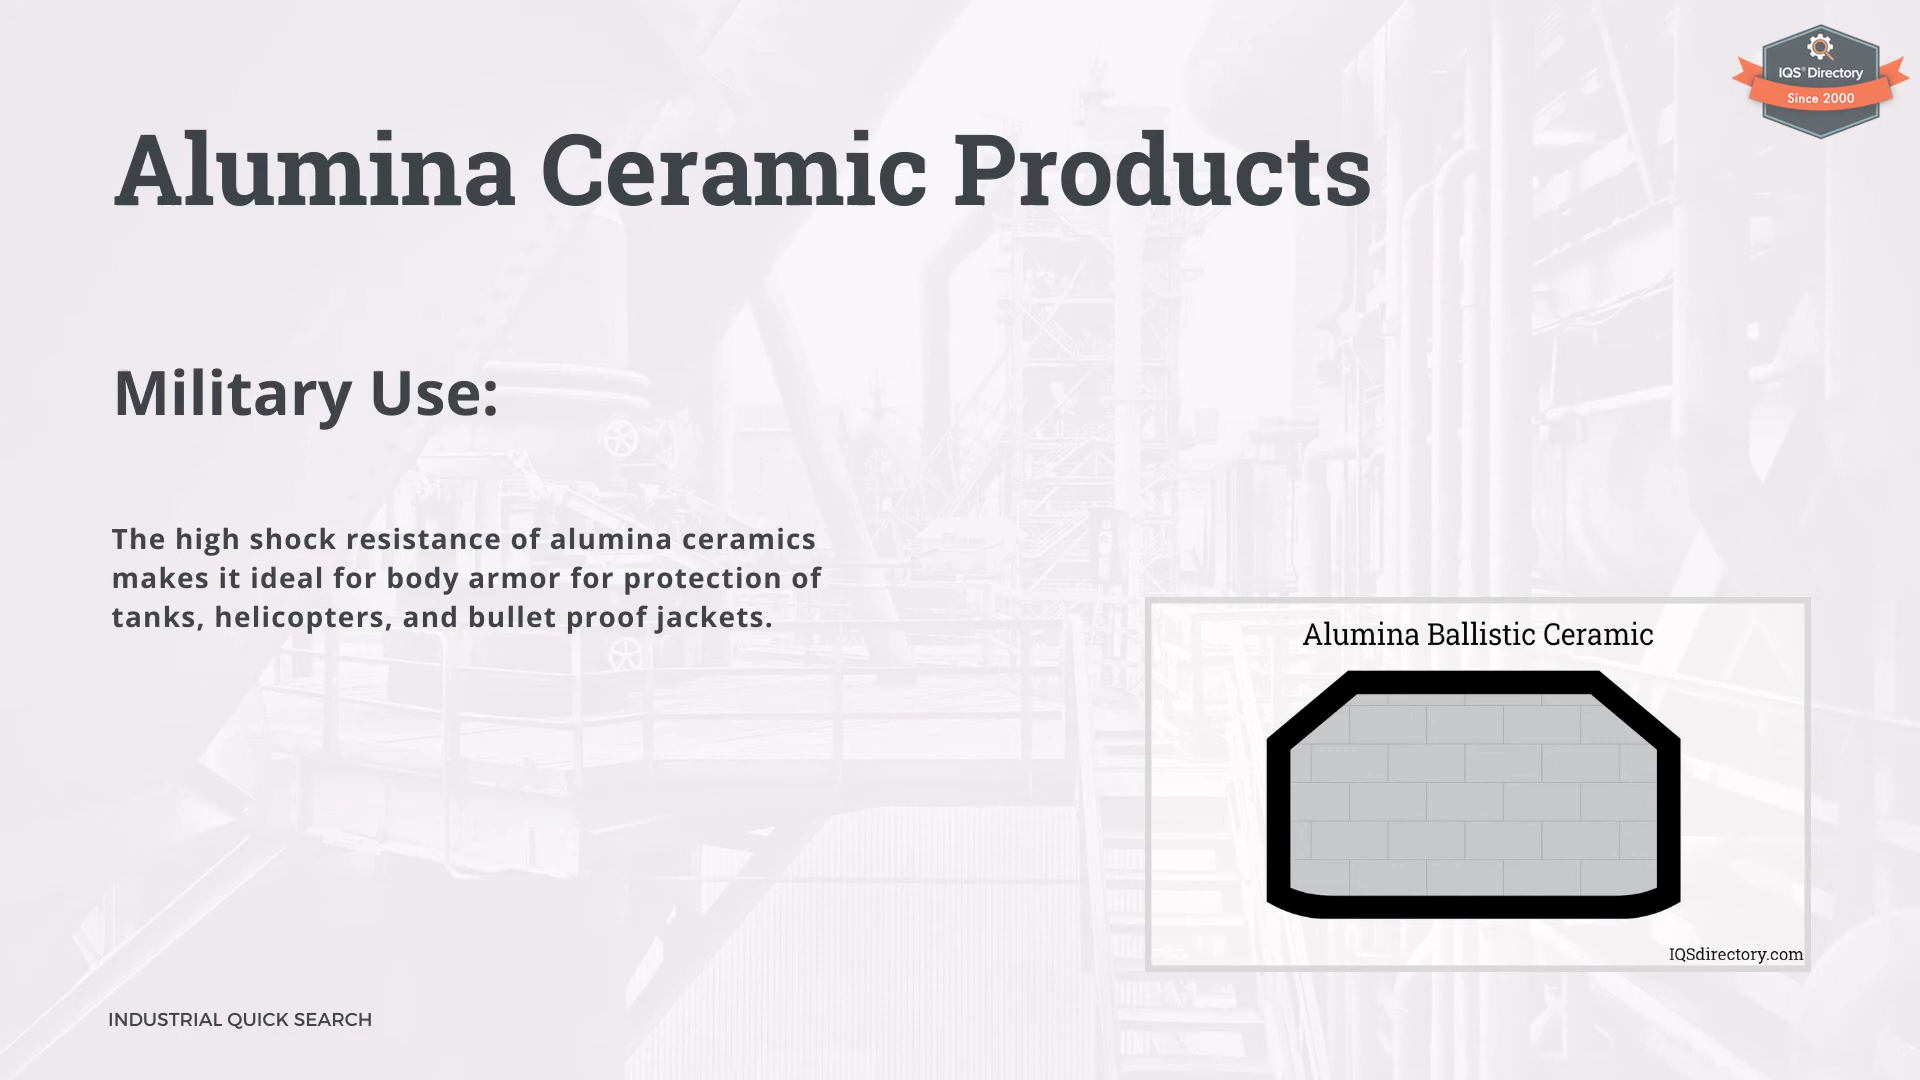 IQS® Directory
Since 2000
Alumina Ceramic Products
Military Use:
The high shock resistance of alumina ceramics
makes it ideal for body armor for protection of
tanks, helicopters, and bullet proof jackets.
Alumina Ballistic Ceramic
IQSdirectory.com
INDUSTRIAL QUICK SEARCH